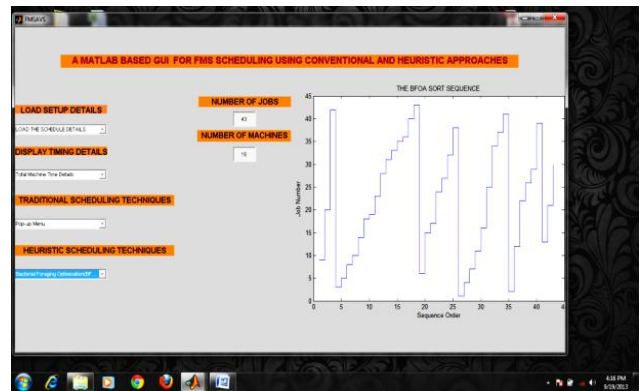 FMSAVS
A MATLAB BASED GUI FOR FMS SCHEDULING USING CONVENTIONAL AND HEURISTIC APPROACHES
LOAD SETUP DETAILS
LOAD THE SCHEDULE DETAILS
DISPLAY TIMING DETAILS
Total Machine Time Details
TRADITIONAL SCHEDULING TECHNIQUES
Pop-up Menu
HEURISTIC SCHEDULING TECHNIQUES
Bacterial Foraging Optimization(BF
NUMBER OF JOBS
43
NUMBER OF MACHINES
16
THE BFOA SORT SEQUENCE
45
40
35
30
25
20
15
10
5
0
Job Number
0 5 10 15 20 25 30 35 40 4
Sequence Order
4:16 PM
9/19/2013